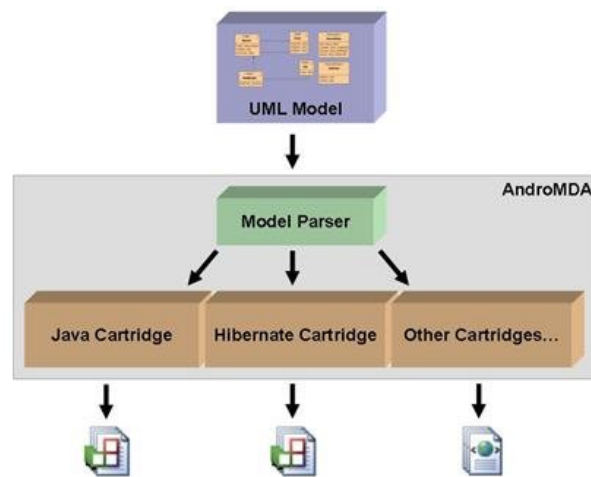 UML Model
AndroMDA
Model Parser
Java Cartridge
Hibernate Cartridge
Other Cartridges...